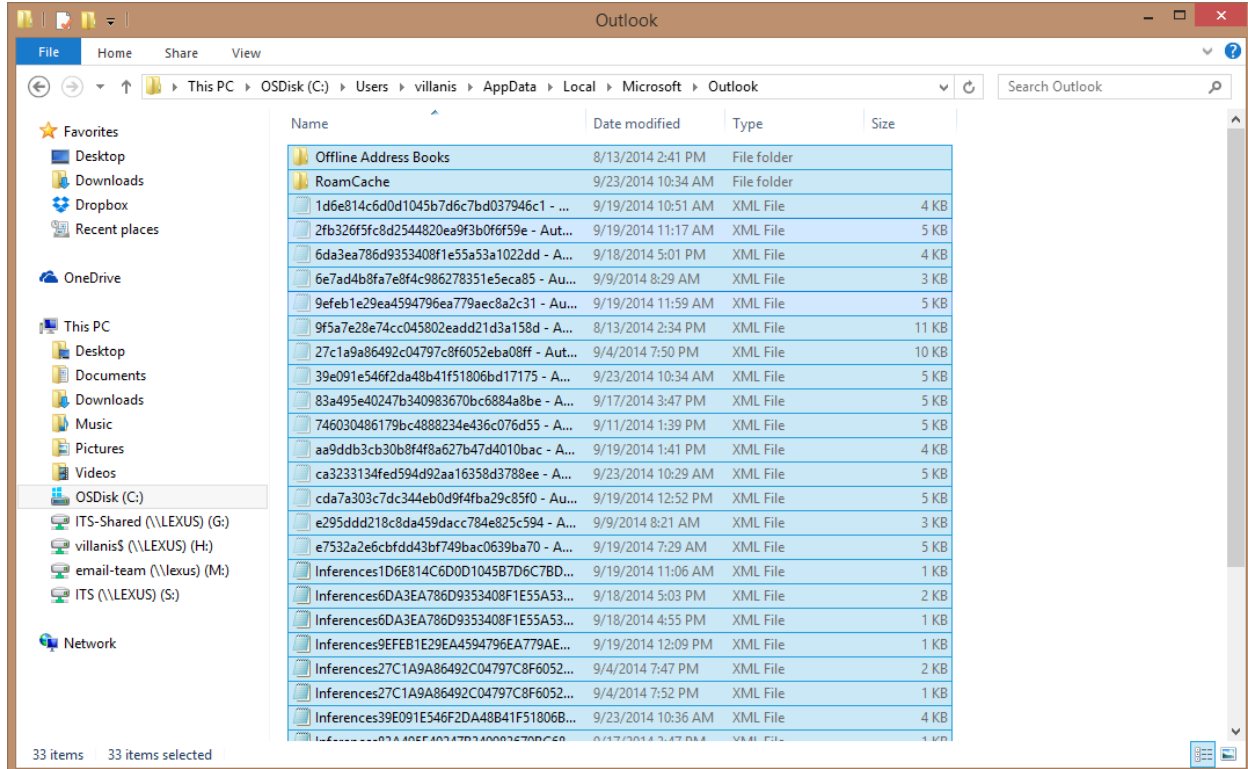 Outlook
File Home Share View
This PC OSDisk (C:) Users villanis AppData Local Microsoft Outlook Search Outlook
Favorites
Desktop
Downloads
Dropbox
Recent places
OneDrive
This PC
Desktop
Documents
Downloads
Music
Pictures
Videos
OSDisk (C:)
ITS-Shared (\\LEXUS) (G:)
villanis$ (\\LEXUS) (H:)
email-team (\\lexus) (M:)
ITS (\\LEXUS) (S:)
Network
Name Date modified Type Size
Offline Address Books 8/13/2014 2:41 PM File folder
RoamCache 9/23/2014 10:34 AM File folder
1d6e814c6d0d1045b7d6c7bd037946c1 - ... 9/19/2014 10:51 AM XML File 4 KB
2fb326f5fc8d2544820ea9f3b0f6f59e - Aut... 9/19/2014 11:17 AM XML File 5 KB
6da3ea786d9353408f1e55a53a1022dd - A... 9/18/2014 5:01 PM XML File 4 KB
6e7ad4b8fa7e8f4c986278351e5eca85 - Au... 9/9/2014 8:29 AM XML File 3 KB
9efeb1e29ea4594796ea779aec8a2c31 - Au... 9/19/2014 11:59 AM XML File 5 KB
9f5a7e28e74cc045802eadd21d3a158d - A... 8/13/2014 2:34 PM XML File 11 KB
27c1a9a86492c04797c8f6052eba08ff - Aut... 9/4/2014 7:50 PM XML File 10 KB
39e091e546f2da48b41f51806bd17175 - A... 9/23/2014 10:34 AM XML File 5 KB
83a495e40247b340983670bc6884a8be - A... 9/17/2014 3:47 PM XML File 5 KB
746030486179bc4888234e436c076d55 - A... 9/11/2014 1:39 PM XML File 5 KB
aa9ddb3cb30b8f4f8a627b47d4010bac - A... 9/19/2014 1:41 PM XML File 4 KB
ca3233134fed594d92aa16358d3788ee - A... 9/23/2014 10:29 AM XML File 5 KB
cda7a303c7dc344eb0d9f4fba29c85f0 - Au... 9/19/2014 12:52 PM XML File 5 KB
e295ddd218c8da459dacc784e825c594 - A... 9/9/2014 8:21 AM XML File 3 KB
e7532a2e6cbfdd43bf749bac0639ba70 - A... 9/19/2014 7:29 AM XML File 5 KB
Inferences1D6E814C6D0D1045B7D6C7BD... 9/19/2014 11:06 AM XML File 1 KB
Inferences6DA3EA786D9353408F1E55A53... 9/18/2014 5:03 PM XML File 2 KB
Inferences6DA3EA786D9353408F1E55A53... 9/18/2014 4:55 PM XML File 1 KB
Inferences9EFEB1E29EA4594796EA779AE... 9/19/2014 12:09 PM XML File 1 KB
Inferences27C1A9A86492C04797C8F6052... 9/4/2014 7:47 PM XML File 2 KB
Inferences27C1A9A86492C04797C8F6052... 9/4/2014 7:52 PM XML File 1 KB
Inferences39E091E546F2DA48B41F51806B... 9/23/2014 10:36 AM XML File 4 KB
33 items 33 items selected